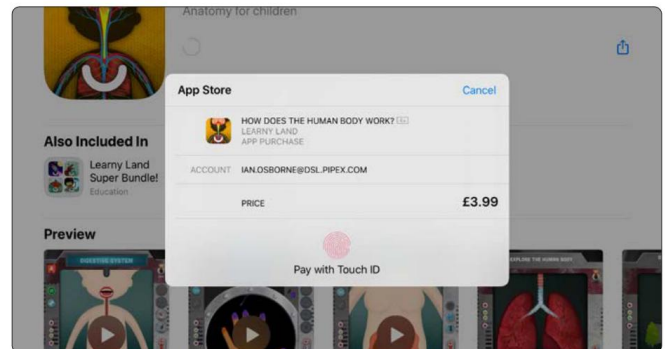 Anatomy for children
App Store
Cancel
HOW DOES THE HUMAN BODY WORK? 4+
LEARNY LAND
APP PURCHASE
ACCOUNT IAN.OSBORNE@DSL.PIPEX.COM
PRICE £3.99
Pay with Touch ID
Also Included In
Learny Land
Super Bundle!
Education
Preview
DIGESTIVE SYSTEM
EXPLORE THE HUMAN BODY